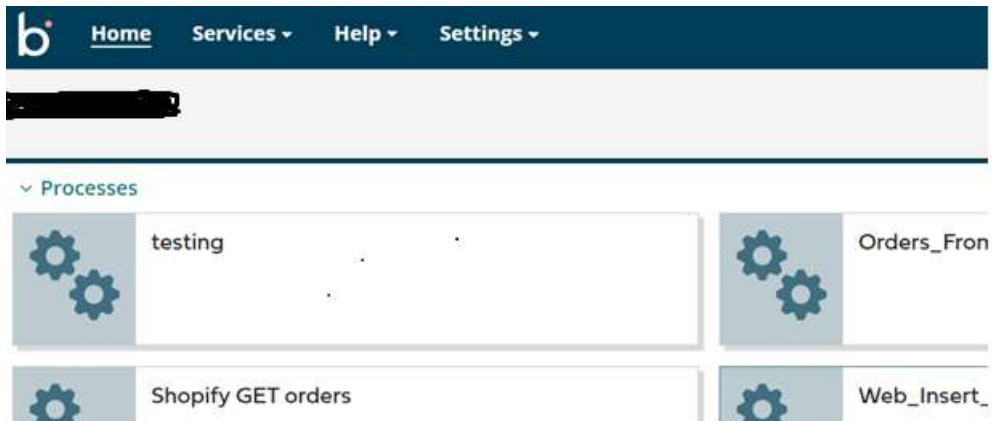 b Home Services Help Settings
Processes
testing
Orders_Fron
Shopify GET orders
Web_Insert_